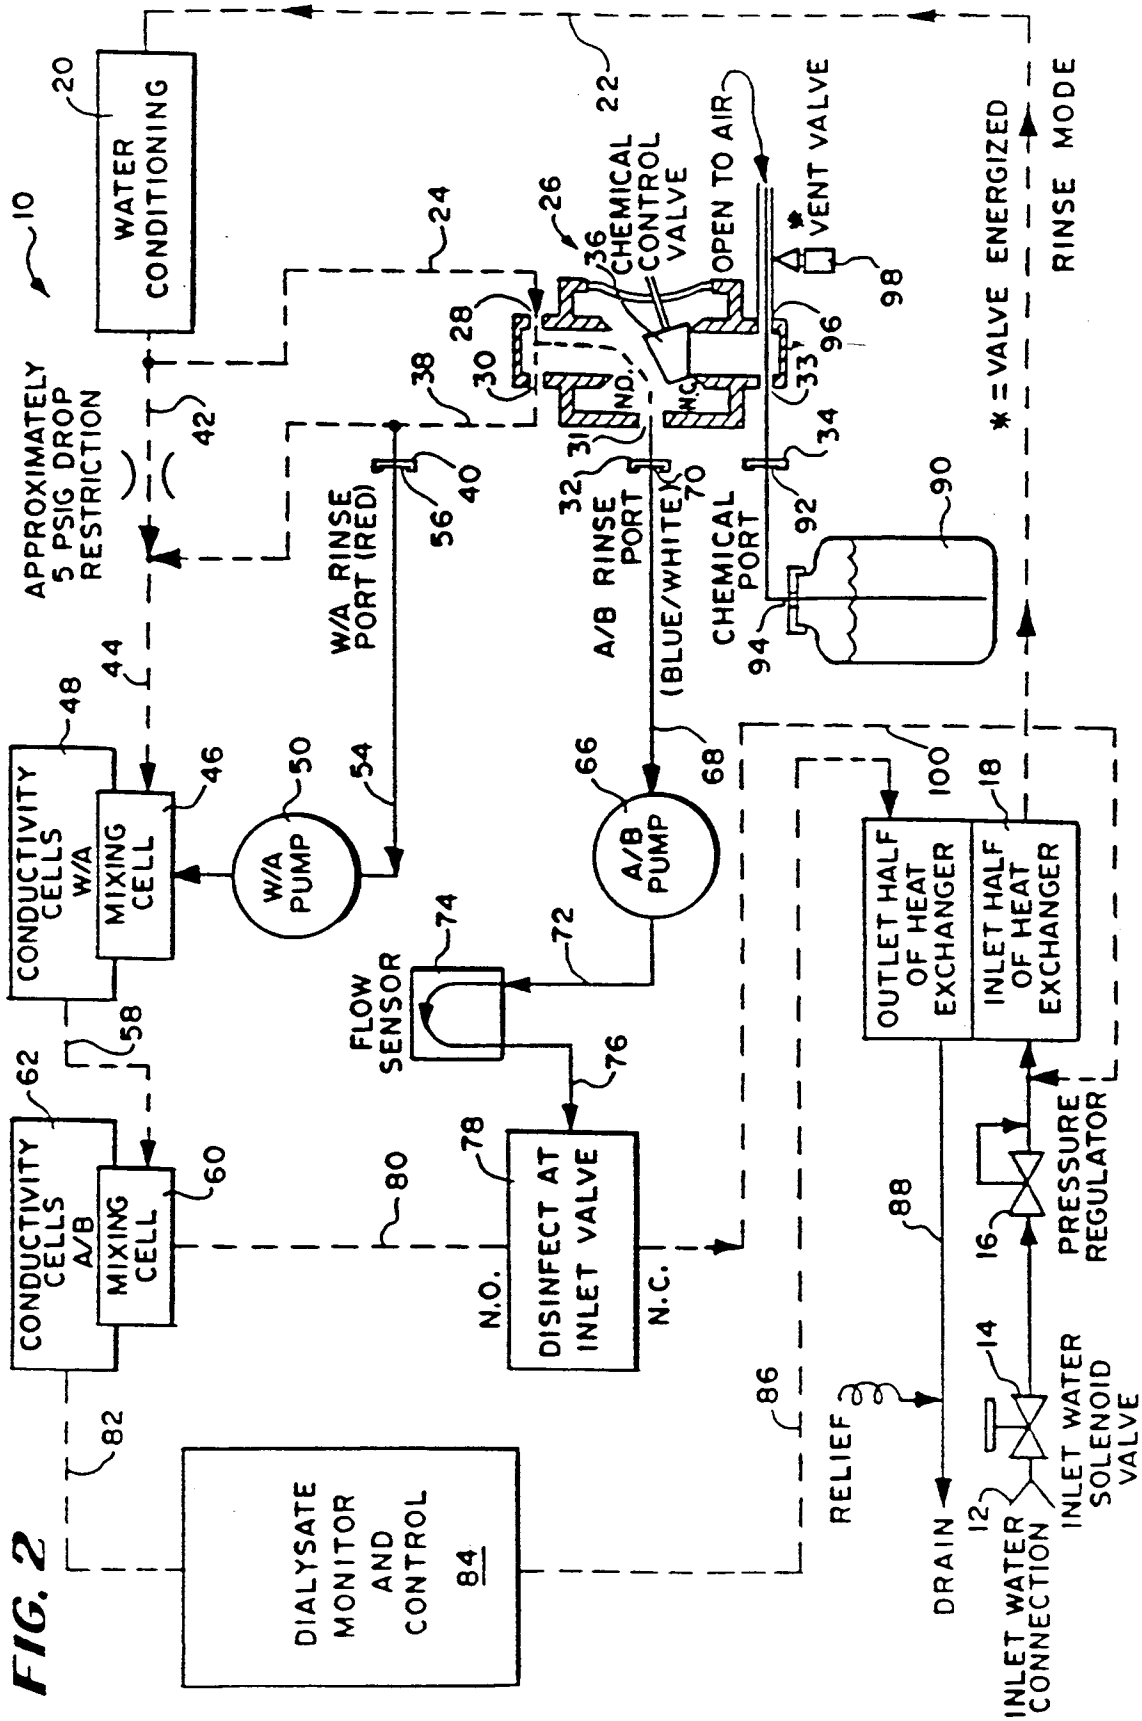 FIG. 2
10
20
WATER
CONDITIONING
22
24
APPROXIMATELY
5 PSIG DROP
RESTRICTION
42
44
CONDUCTIVITY
CELLS
W/A
48
MIXING
CELL
46
58
CONDUCTIVITY
CELLS
A/B
62
MIXING
CELL
60
82
DIALYSATE
MONITOR
AND
CONTROL
84
W/A
PUMP
50
54
W/A RINSE
PORT (RED)
56
40
38
30
28
26
36
CHEMICAL
CONTROL
VALVE
N.O.
N.C.
31
32
70
A/B RINSE
PORT
(BLUE/WHITE)
A/B
PUMP
66
68
72
FLOW
SENSOR
74
76
DISINFECT AT
INLET VALVE
78
N.O.
N.C.
80
OPEN TO AIR
* VENT VALVE
98
96
33
34
92
CHEMICAL
PORT
94
90
* = VALVE ENERGIZED
RINSE MODE
100
86
OUTLET HALF
OF HEAT
EXCHANGER
INLET HALF
OF HEAT
EXCHANGER
18
88
RELIEF
DRAIN
PRESSURE
REGULATOR
16
14
INLET WATER
SOLENOID
VALVE
12
INLET WATER
CONNECTION